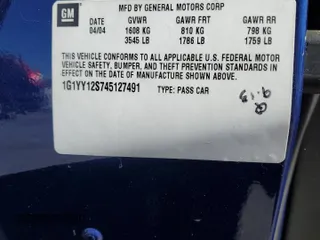 GM
MFD BY GENERAL MOTORS CORP
DATE GVWR GAWR FRT GAWR RR
04/04 1608 KG 810 KG 798 KG
3545 LB 1786 LB 1759 LB
THIS VEHICLE CONFORMS TO ALL APPLICABLE U.S. FEDERAL MOTOR
VEHICLE SAFETY, BUMPER, AND THEFT PREVENTION STANDARDS IN
EFFECT ON THE DATE OF MANUFACTURE SHOWN ABOVE.
1G1YY12S745127491 TYPE: PASS CAR